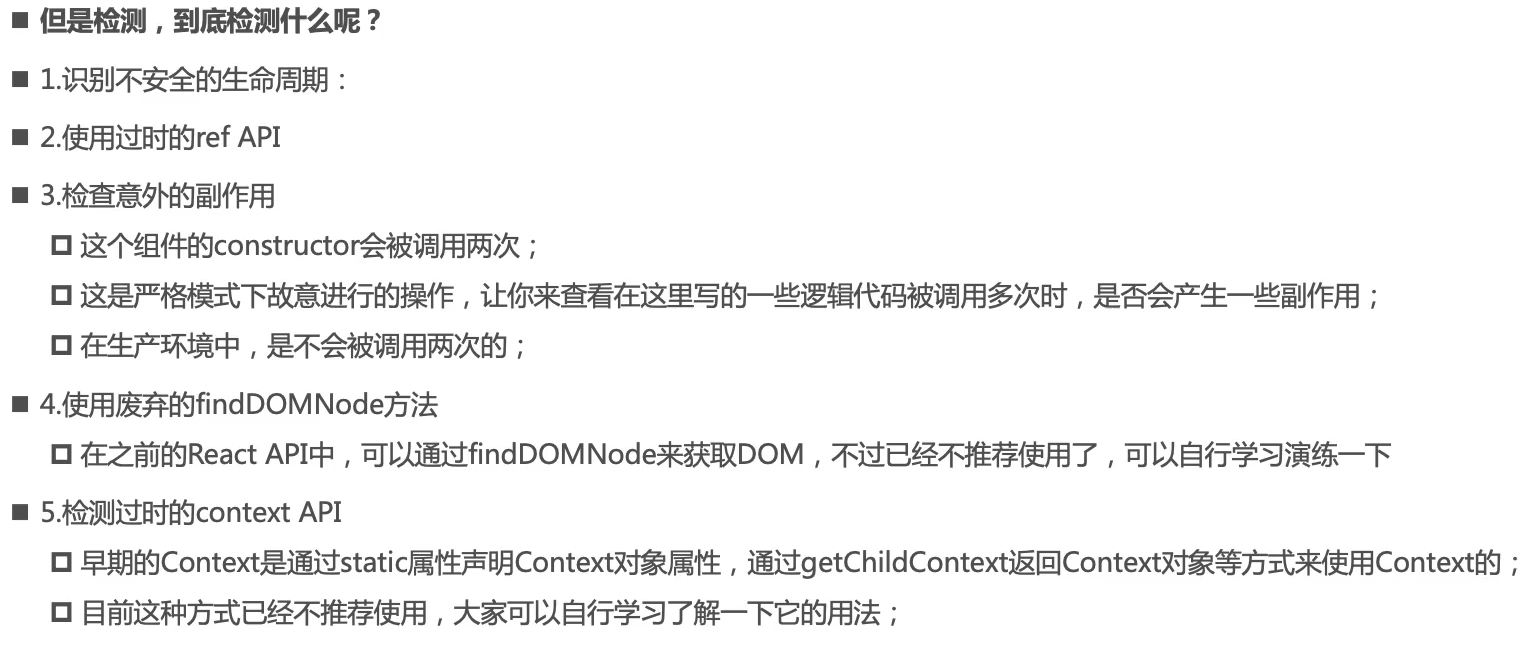 ■ 但是检测，到底检测什么呢？
■ 1.识别不安全的生命周期：
■ 2.使用过时的ref API
■ 3.检查意外的副作用
□ 这个组件的constructor会被调用两次；
□ 这是严格模式下故意进行的操作，让你来查看在这里写的一些逻辑代码被调用多次时，是否会产生一些副作用；
□ 在生产环境中，是不会被调用两次的；
■ 4.使用废弃的findDOMNode方法
□ 在之前的React API中，可以通过findDOMNode来获取DOM，不过已经不推荐使用了，可以自行学习演练一下
■ 5.检测过时的context API
□ 早期的Context是通过static属性声明Context对象属性，通过getChildContext返回Context对象等方式来使用Context的；
□ 目前这种方式已经不推荐使用，大家可以自行学习了解一下它的用法；